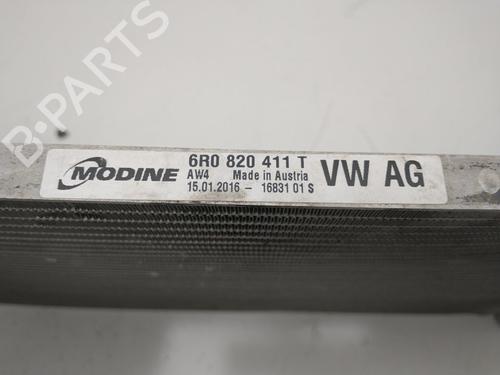 B-PARTS
MODINE
6R0 820 411 T
AW4 Made in Austria
15.01.2016 - 16831 01 S
VW AG